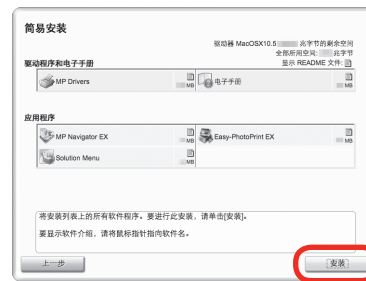 简易安装
驱动器 MacOSX10.5 兆字节的剩余空间
全部所用空间: 兆字节
驱动程序和电子手册
显示 README 文件:
MP Drivers MB 电子手册 MB
应用程序
MP Navigator EX MB Easy-PhotoPrint EX MB
Solution Menu MB
将安装列表上的所有软件程序。要进行此安装，请单击[安装]。
要显示软件介绍，请将鼠标指针指向软件名。
上一步 安装